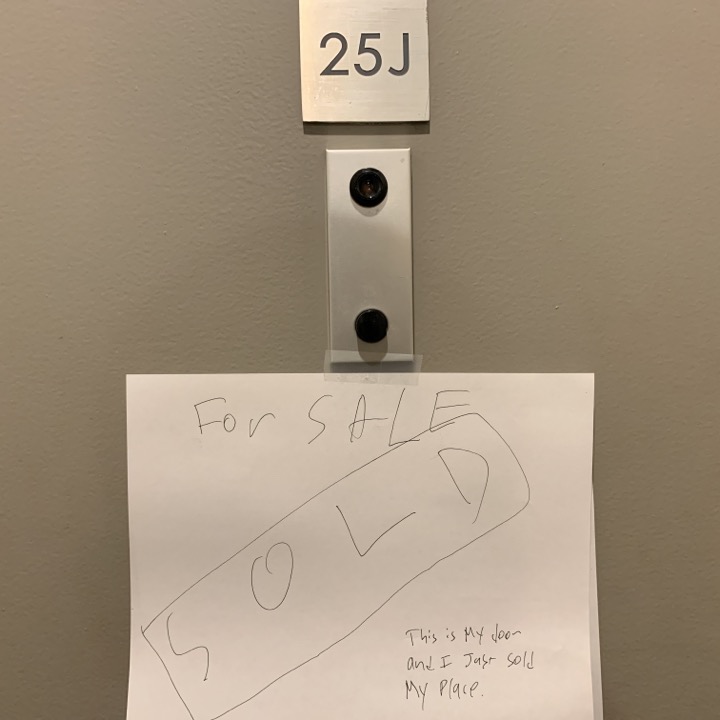 25J
For SALE
SOLD
This is My door
and I Just sold
My Place.